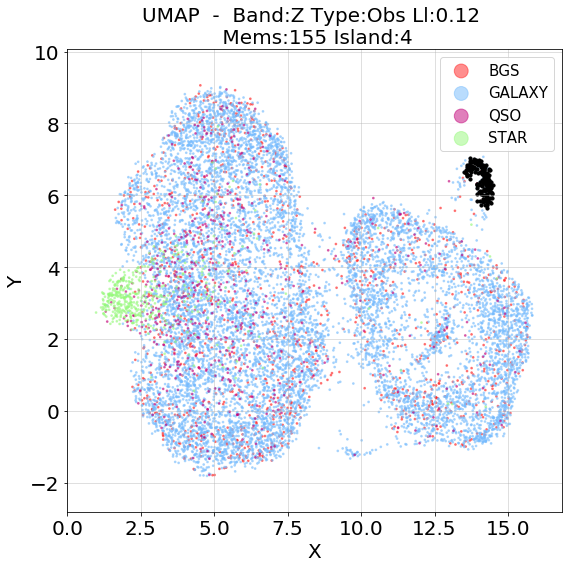 UMAP  -  Band:Z Type:Obs Ll:0.12
Mems:155 Island:4
BGS
GALAXY
QSO
STAR
10
8
6
4
2
0
−2
Y
0.0 2.5 5.0 7.5 10.0 12.5 15.0
X